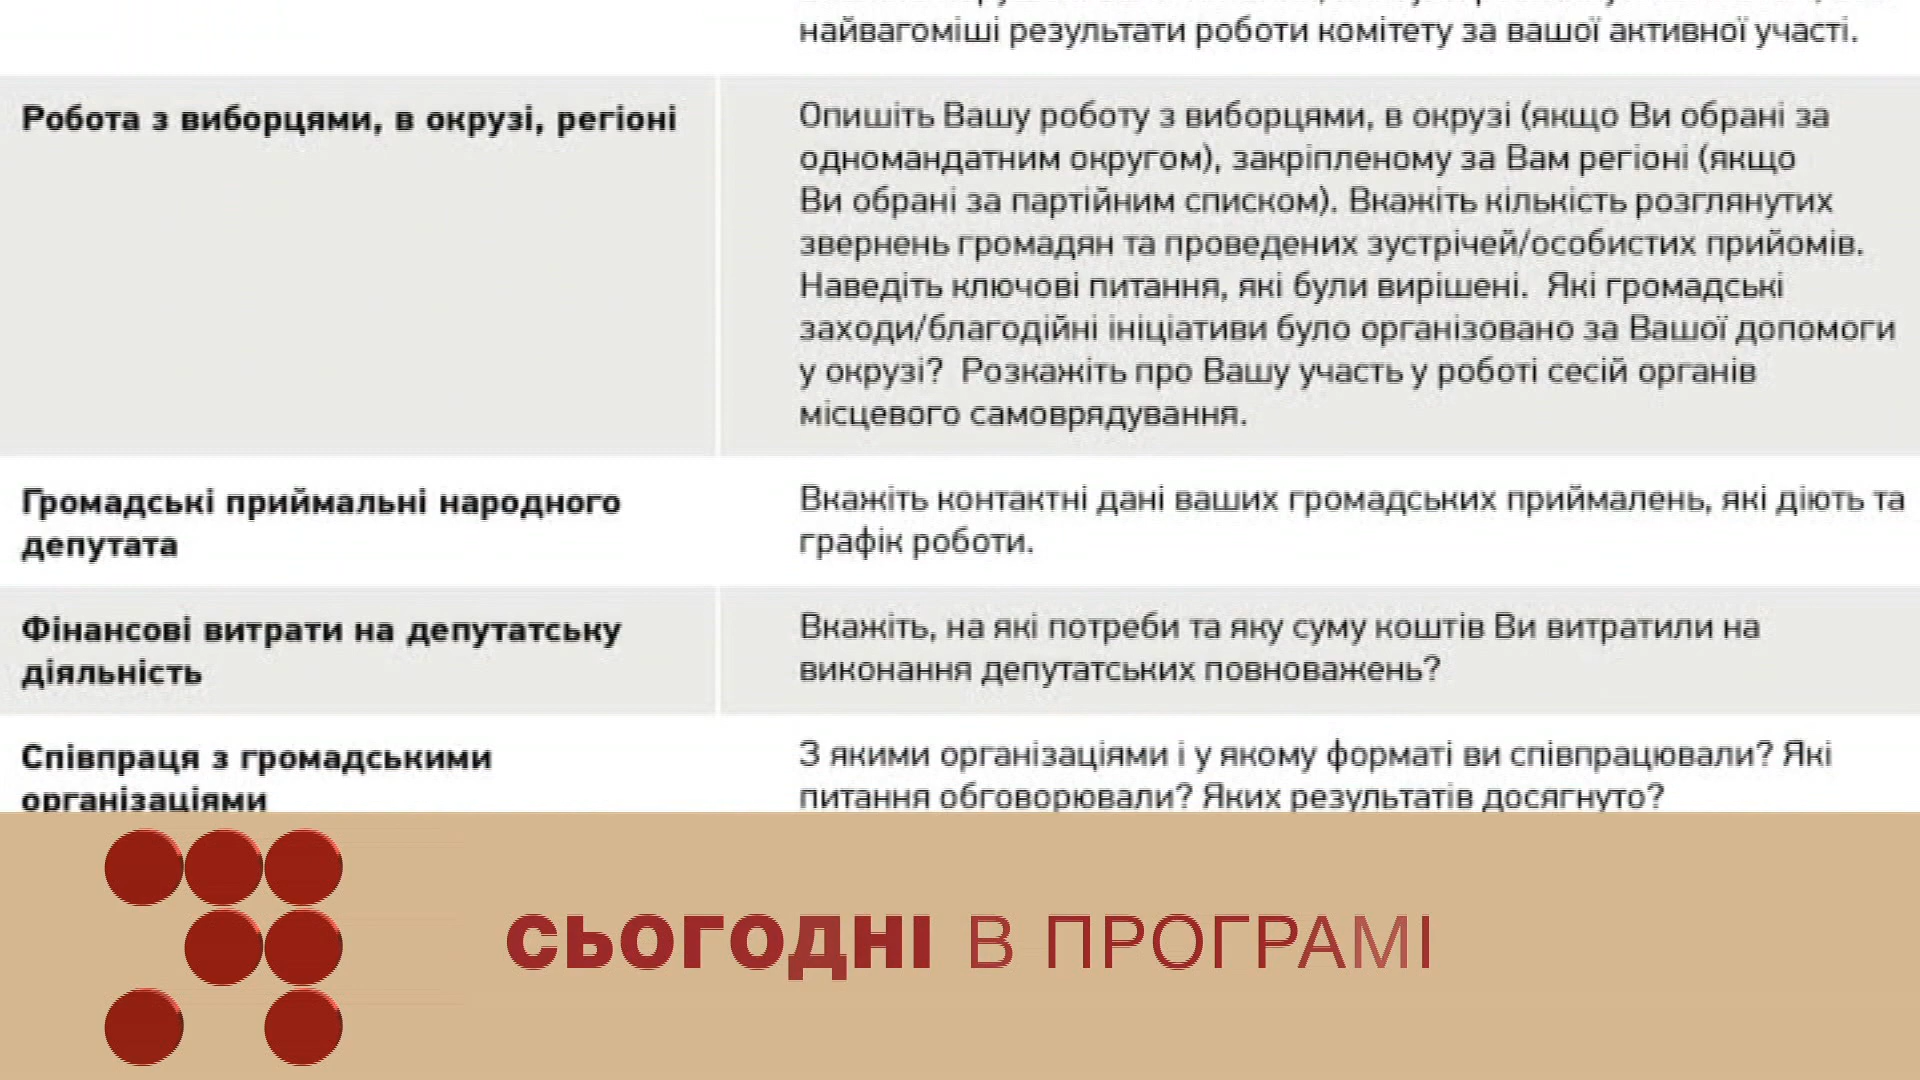 найвагоміші результати роботи комітету за вашої активної участі.
Робота з виборцями, в окрузі, регіоні
Опишіть Вашу роботу з виборцями, в окрузі (якщо Ви обрані за
одномандатним округом), закріпленому за Вам регіоні (якщо
Ви обрані за партійним списком). Вкажіть кількість розглянутих
звернень громадян та проведених зустрічей/особистих прийомів.
Наведіть ключові питання, які були вирішені. Які громадські
заходи/благодійні ініціативи було організовано за Вашої допомоги
у окрузі? Розкажіть про Вашу участь у роботі сесій органів
місцевого самоврядування.
Громадські приймальні народного
депутата
Вкажіть контактні дані ваших громадських приймалень, які діють та
графік роботи.
Фінансові витрати на депутатську
діяльність
Вкажіть, на які потреби та яку суму коштів Ви витратили на
виконання депутатських повноважень?
Співпраця з громадськими
організаціями
З якими організаціями і у якому форматі ви співпрацювали? Які
питання обговорювали? Яких результатів досягнуто?
СЬОГОДНІ В ПРОГРАМІ